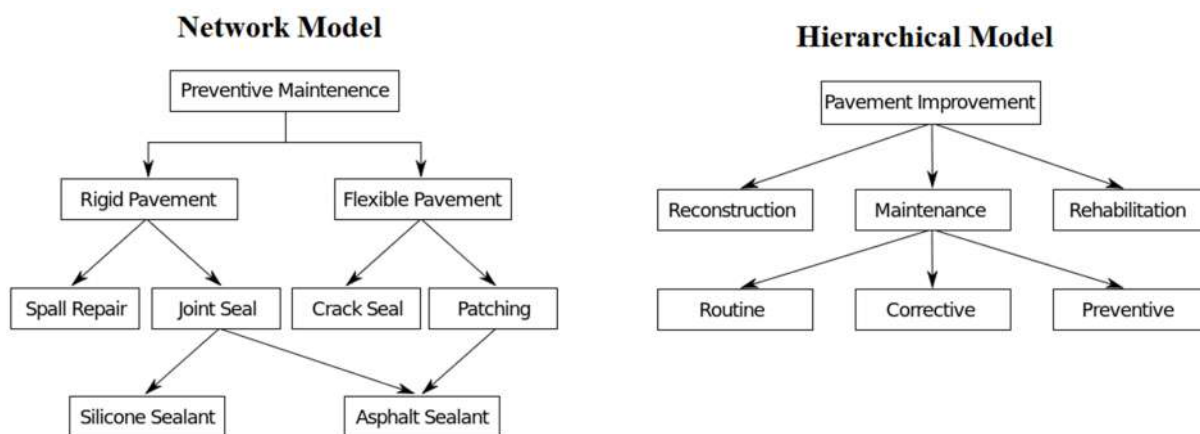 Network Model
Preventive Maintenence
Rigid Pavement
Flexible Pavement
Spall Repair
Joint Seal
Crack Seal
Patching
Silicone Sealant
Asphalt Sealant
Hierarchical Model
Pavement Improvement
Reconstruction
Maintenance
Rehabilitation
Routine
Corrective
Preventive